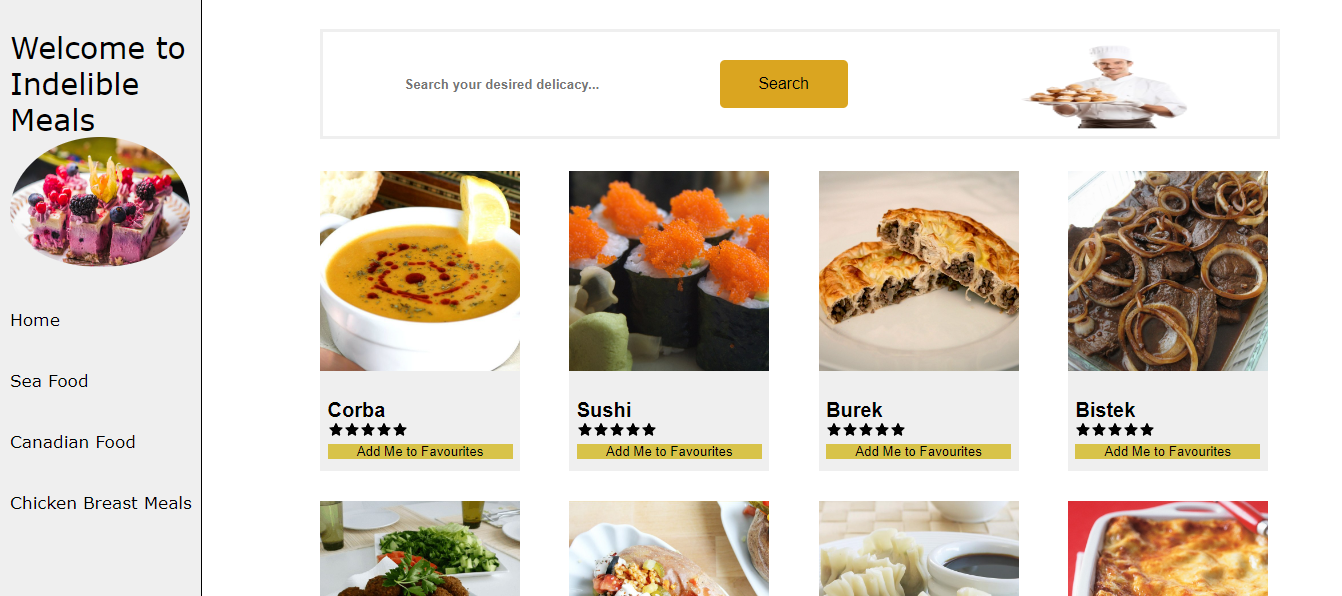 Welcome to
Indelible
Meals
Home
Sea Food
Canadian Food
Chicken Breast Meals
Search your desired delicacy...
Search
Corba
Add Me to Favourites
Sushi
Add Me to Favourites
Burek
Add Me to Favourites
Bistek
Add Me to Favourites